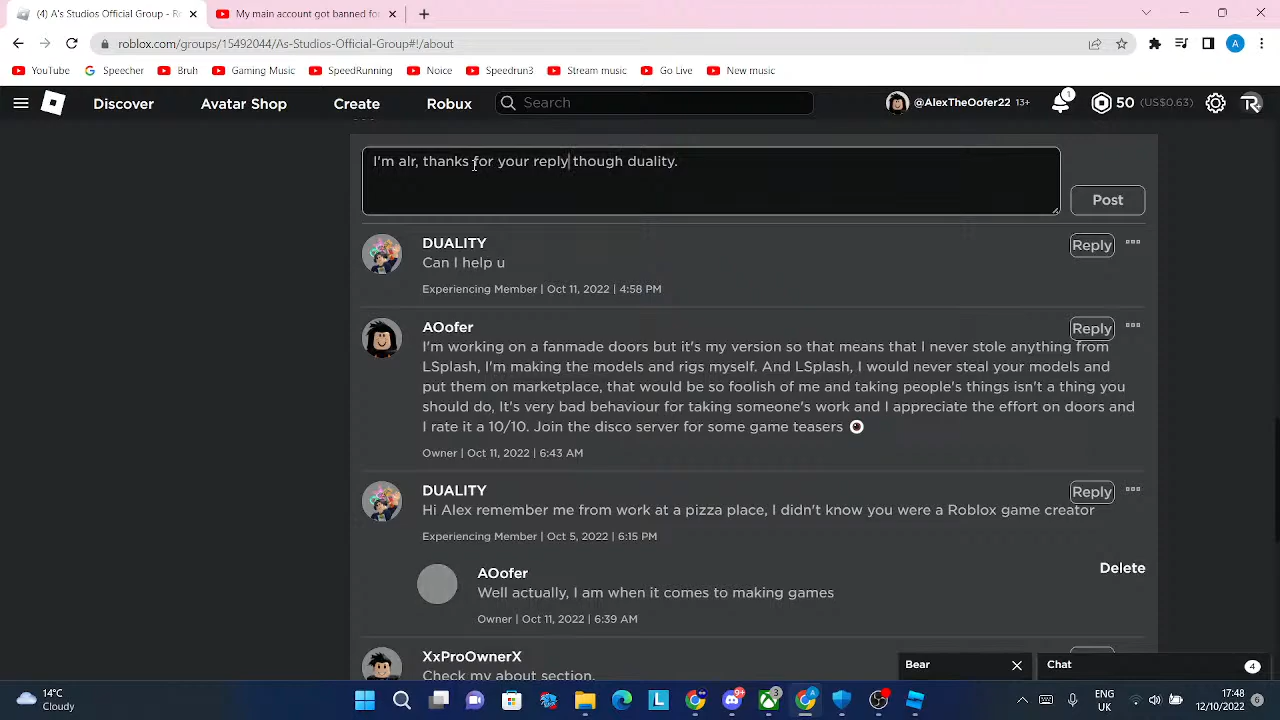 (4) A's Studios Official Group - Ro
My main account got banned fo
roblox.com/groups/15492044/As-Studios-Official-Group#!/about
A
YouTube
Speecher
Bruh
Gaming Music
SpeedRunning
Noice
Speedrun3
Stream music
Go Live
New music
Discover
Avatar Shop
Create
Robux
Search
@AlexTheOofer22 13+
1
50 (US$0.63)
I'm alr, thanks for your reply though duality.
Post
DUALITY
Reply
Can I help u
Experiencing Member | Oct 11, 2022 | 4:58 PM
AOofer
Reply
I'm working on a fanmade doors but it's my version so that means that I never stole anything from
LSplash, I'm making the models and rigs myself. And LSplash, I would never steal your models and
put them on marketplace, that would be so foolish of me and taking people's things isn't a thing you
should do, It's very bad behaviour for taking someone's work and I appreciate the effort on doors and
I rate it a 10/10. Join the disco server for some game teasers 👁
Owner | Oct 11, 2022 | 6:43 AM
DUALITY
Reply
Hi Alex remember me from work at a pizza place, I didn't know you were a Roblox game creator
Experiencing Member | Oct 5, 2022 | 6:15 PM
AOofer
Delete
Well actually, I am when it comes to making games
Owner | Oct 11, 2022 | 6:39 AM
XxProOwnerX
Check my about section.
Bear
Chat
4
14°C
Cloudy
L
9+
3
A
ENG
UK
17:48
12/10/2022
6